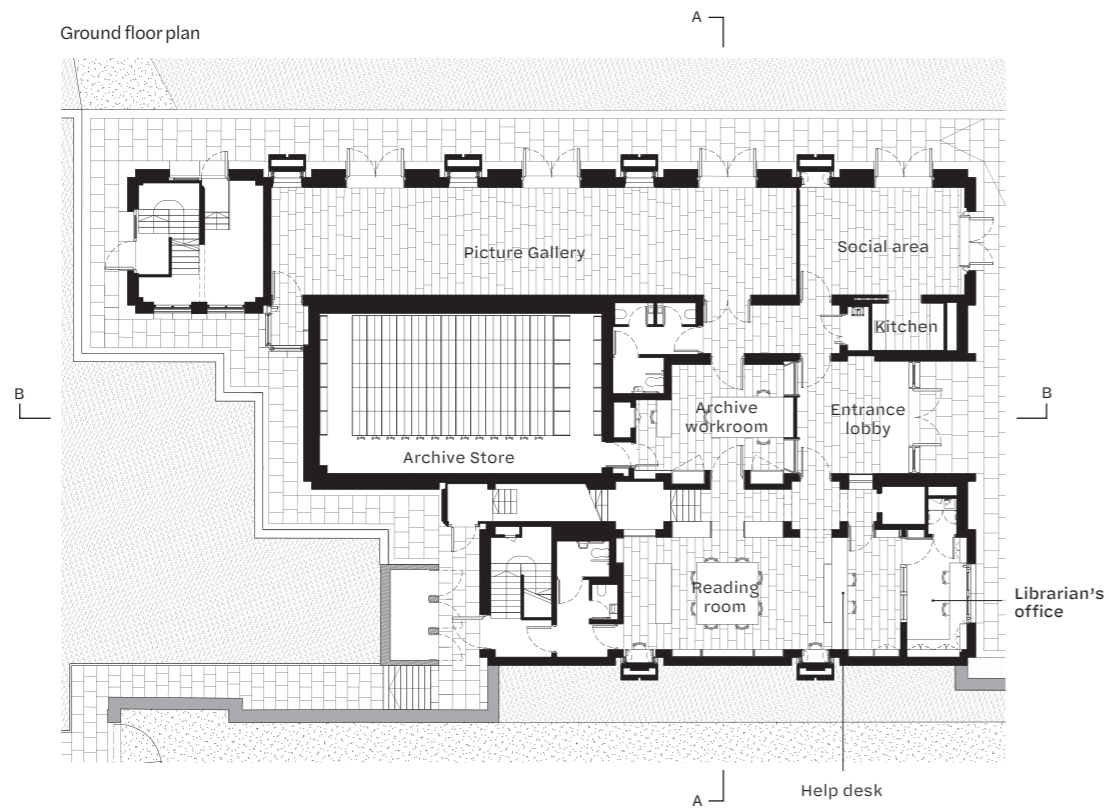 A
Ground floor plan
Picture Gallery
Social area
Kitchen
B
B
Archive
workroom
Entrance
lobby
Archive Store
Reading
room
Librarian’s
office
Help desk
A